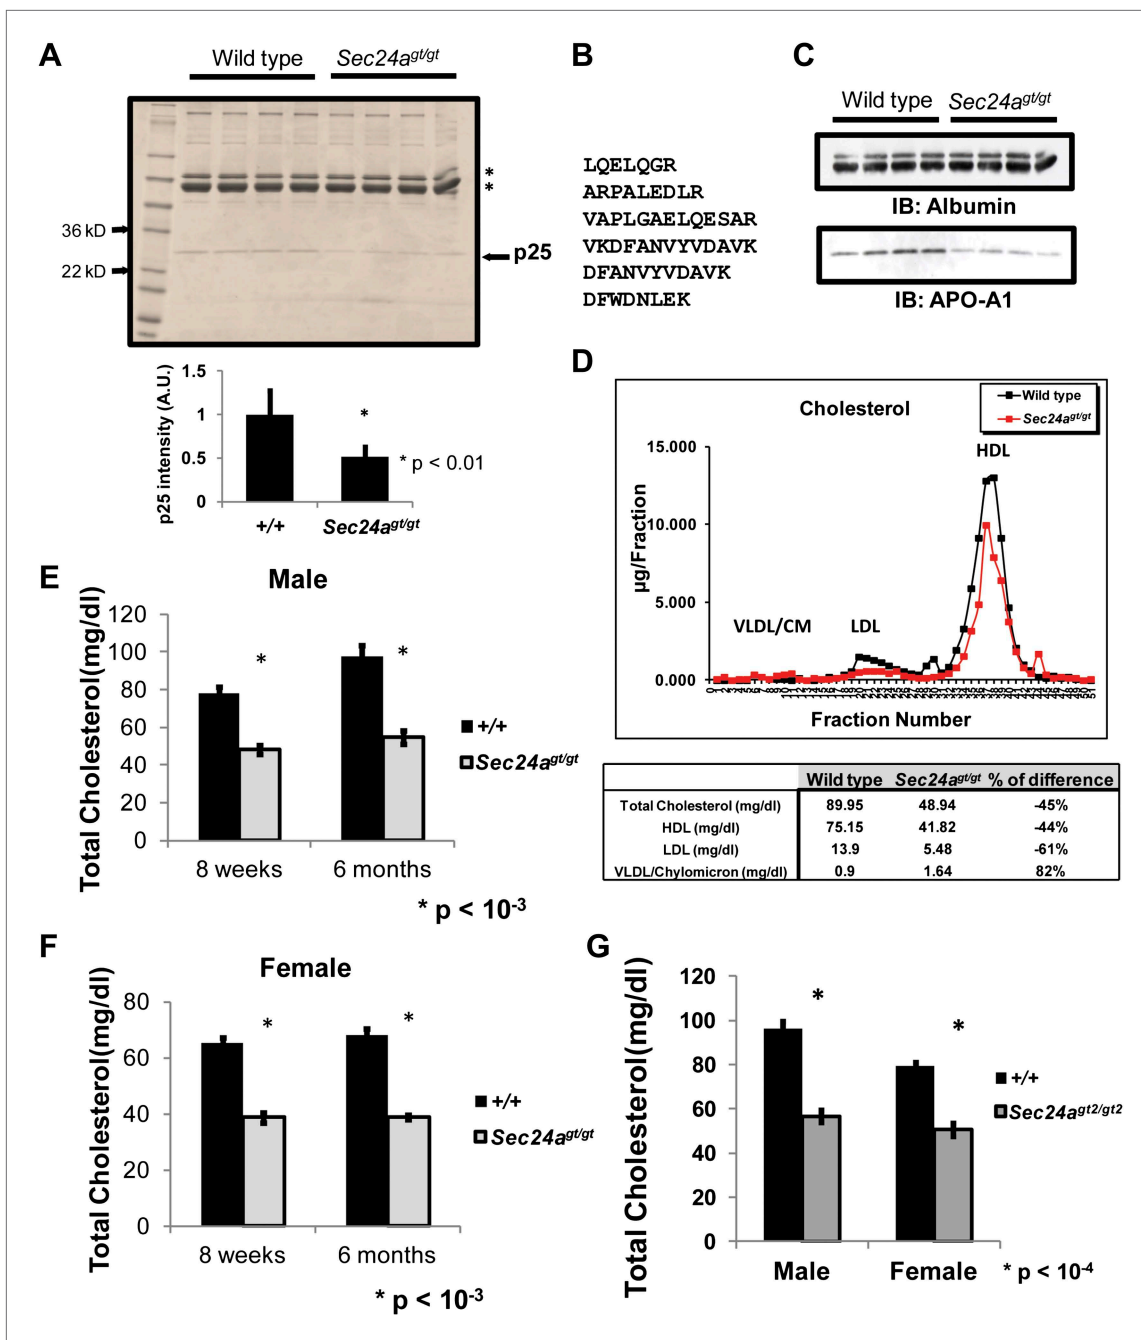 A
Wild type
Sec24a^gt/gt
*
*
36 kD
22 kD
p25
p25 intensity (A.U.)
1.5
1
0.5
0
*
* p < 0.01
+/+
Sec24a^gt/gt
B
LQELQGR
ARPALEDLR
VAPLGAELQESAR
VKDFANVYVDAVK
DFANVYVDAVK
DFWDNLEK
C
Wild type
Sec24a^gt/gt
IB: Albumin
IB: APO-A1
D
Cholesterol
Wild type
Sec24a^gt/gt
µg/Fraction
15.000
10.000
5.000
0.000
VLDL/CM
LDL
HDL
Fraction Number
Wild type Sec24a^gt/gt % of difference
Total Cholesterol (mg/dl) 89.95 48.94 -45%
HDL (mg/dl) 75.15 41.82 -44%
LDL (mg/dl) 13.9 5.48 -61%
VLDL/Chylomicron (mg/dl) 0.9 1.64 82%
E
Male
Total Cholesterol(mg/dl)
120
100
80
60
40
20
0
*
*
+/+
Sec24a^gt/gt
8 weeks
6 months
* p < 10^-3
F
Female
Total Cholesterol(mg/dl)
80
60
40
20
0
*
*
+/+
Sec24a^gt/gt
8 weeks
6 months
* p < 10^-3
G
Total Cholesterol(mg/dl)
120
100
80
60
40
20
0
*
*
+/+
Sec24a^gt2/gt2
Male
Female
* p < 10^-4